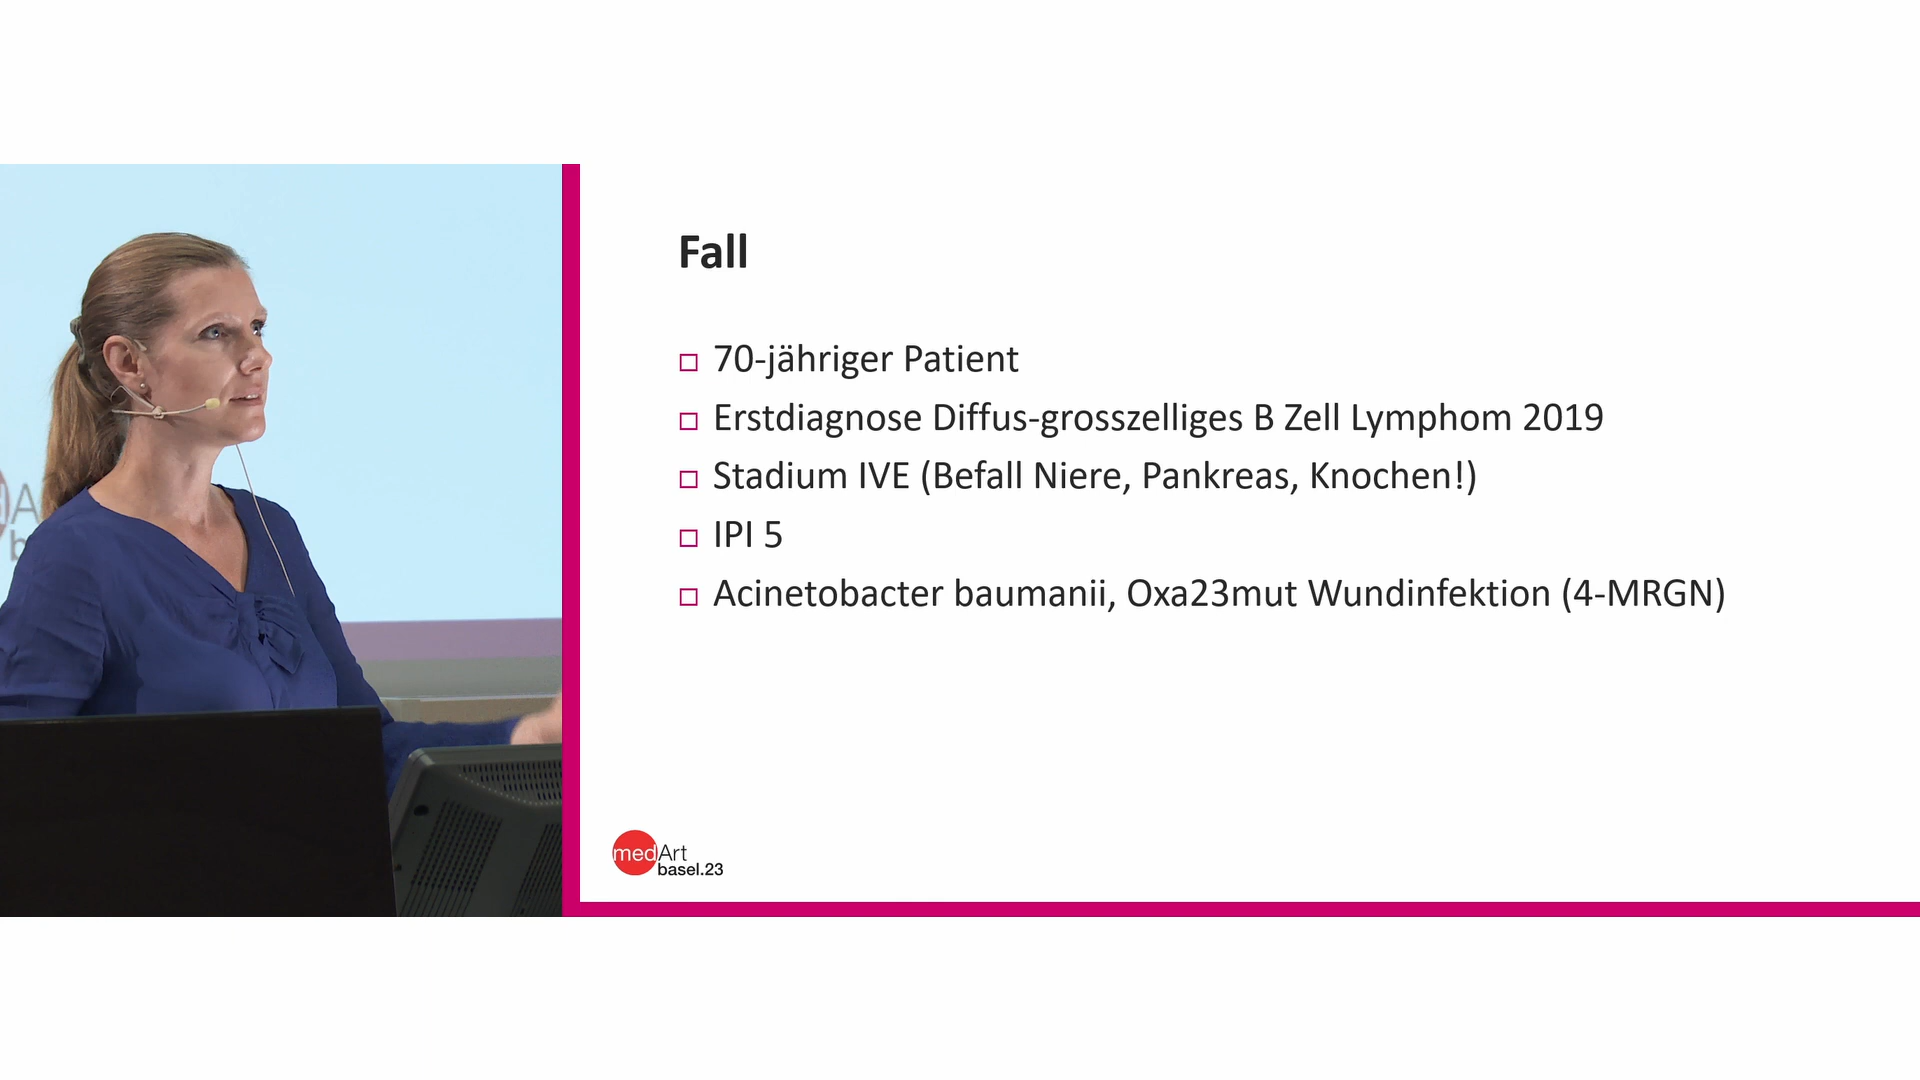 Fall
70-jähriger Patient
Erstdiagnose Diffus-grosszelliges B Zell Lymphom 2019
Stadium IVE (Befall Niere, Pankreas, Knochen!)
IPI 5
Acinetobacter baumanii, Oxa23mut Wundinfektion (4-MRGN)
medArt
basel.23